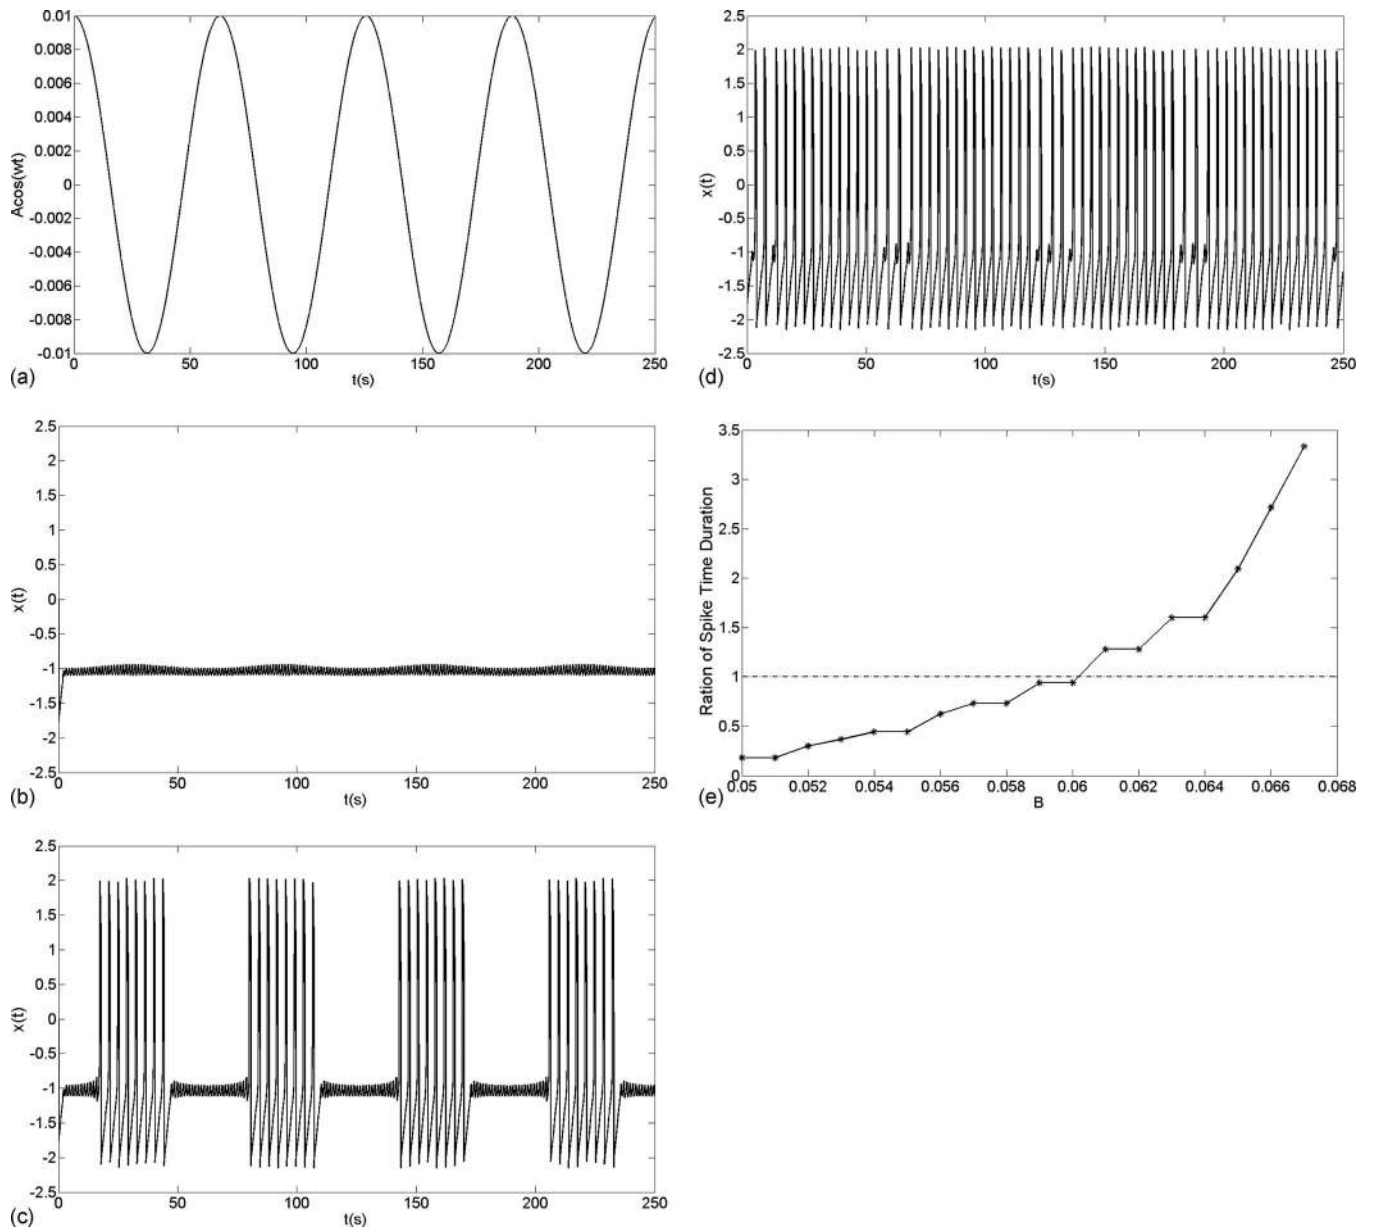 0.01
0.008
0.006
0.004
0.002
0
-0.002
-0.004
-0.006
-0.008
-0.01
Acos(wt)
0 50 100 150 200 250
t(s)
(a)
2.5
2
1.5
1
0.5
0
-0.5
-1
-1.5
-2
-2.5
x(t)
0 50 100 150 200 250
t(s)
(d)
2.5
2
1.5
1
0.5
0
-0.5
-1
-1.5
-2
-2.5
x(t)
0 50 100 150 200 250
t(s)
(b)
3.5
3
2.5
2
1.5
1
0.5
0
Ration of Spike Time Duration
0.05 0.052 0.054 0.056 0.058 0.06 0.062 0.064 0.066 0.068
B
(e)
2.5
2
1.5
1
0.5
0
-0.5
-1
-1.5
-2
-2.5
x(t)
0 50 100 150 200 250
t(s)
(c)